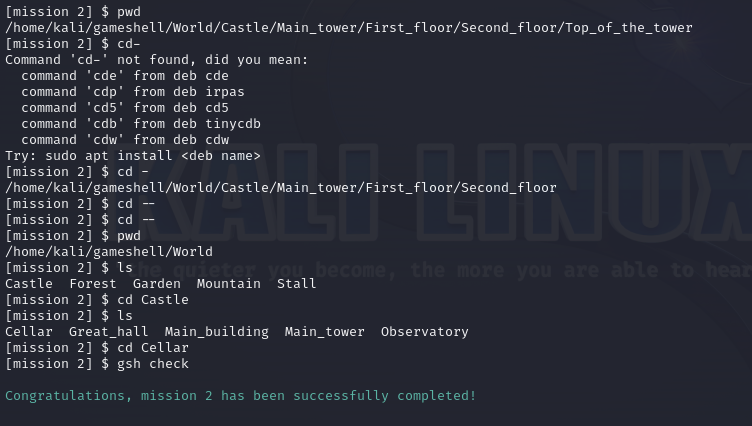 [mission 2] $ pwd
/home/kali/gameshell/World/Castle/Main_tower/First_floor/Second_floor/Top_of_the_tower
[mission 2] $ cd-
Command 'cd-' not found, did you mean:
  command 'cde' from deb cde
  command 'cdp' from deb irpas
  command 'cd5' from deb cd5
  command 'cdb' from deb tinycdb
  command 'cdw' from deb cdw
Try: sudo apt install <deb name>
[mission 2] $ cd -
/home/kali/gameshell/World/Castle/Main_tower/First_floor/Second_floor
[mission 2] $ cd --
[mission 2] $ cd --
[mission 2] $ pwd
/home/kali/gameshell/World
[mission 2] $ ls
Castle  Forest  Garden  Mountain  Stall
[mission 2] $ cd Castle
[mission 2] $ ls
Cellar  Great_hall  Main_building  Main_tower  Observatory
[mission 2] $ cd Cellar
[mission 2] $ gsh check
Congratulations, mission 2 has been successfully completed!
KALI LINUX
the quieter you become, the more you are able to hear